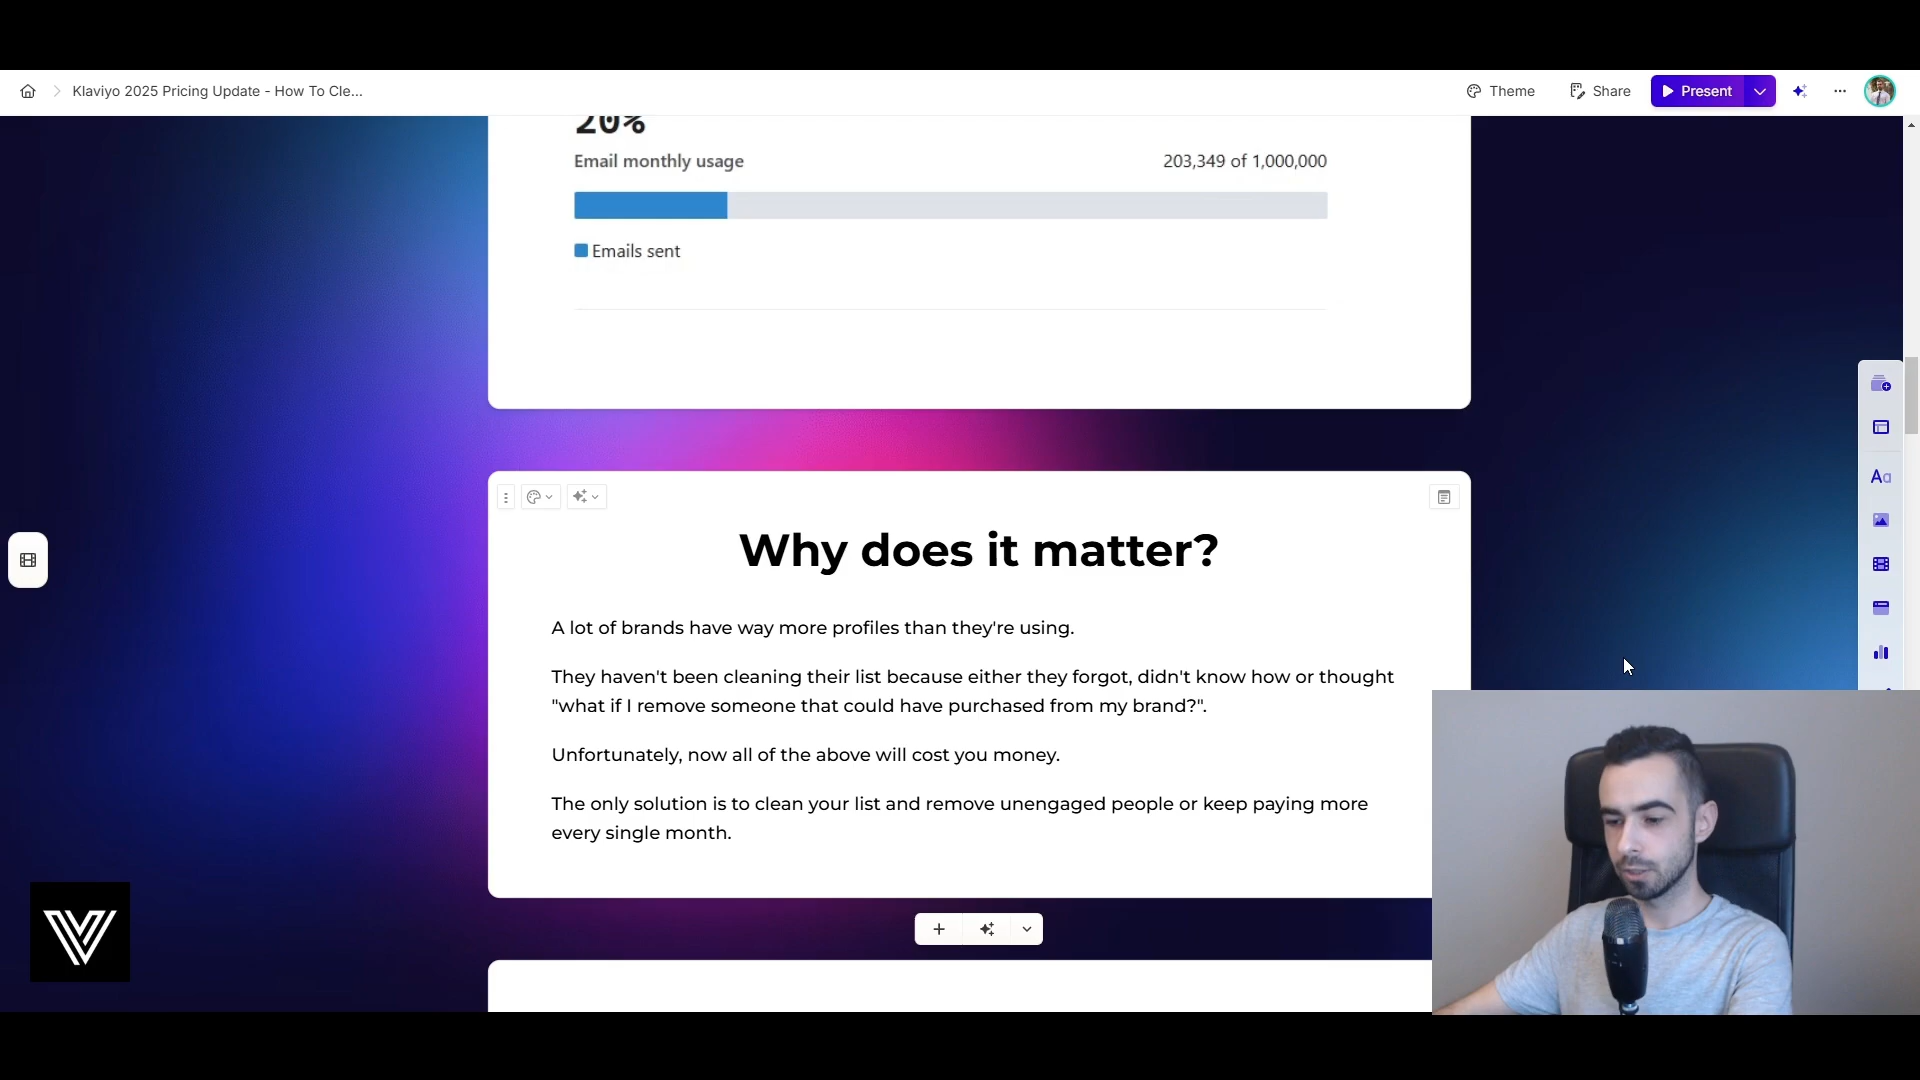 Klaviyo 2025 Pricing Update - How To Cle...
Theme
Share
Present
20%
Email monthly usage
203,349 of 1,000,000
Emails sent
Aa
Why does it matter?
A lot of brands have way more profiles than they're using.
They haven't been cleaning their list because either they forgot, didn't know how or thought
"what if I remove someone that could have purchased from my brand?".
Unfortunately, now all of the above will cost you money.
The only solution is to clean your list and remove unengaged people or keep paying more
every single month.